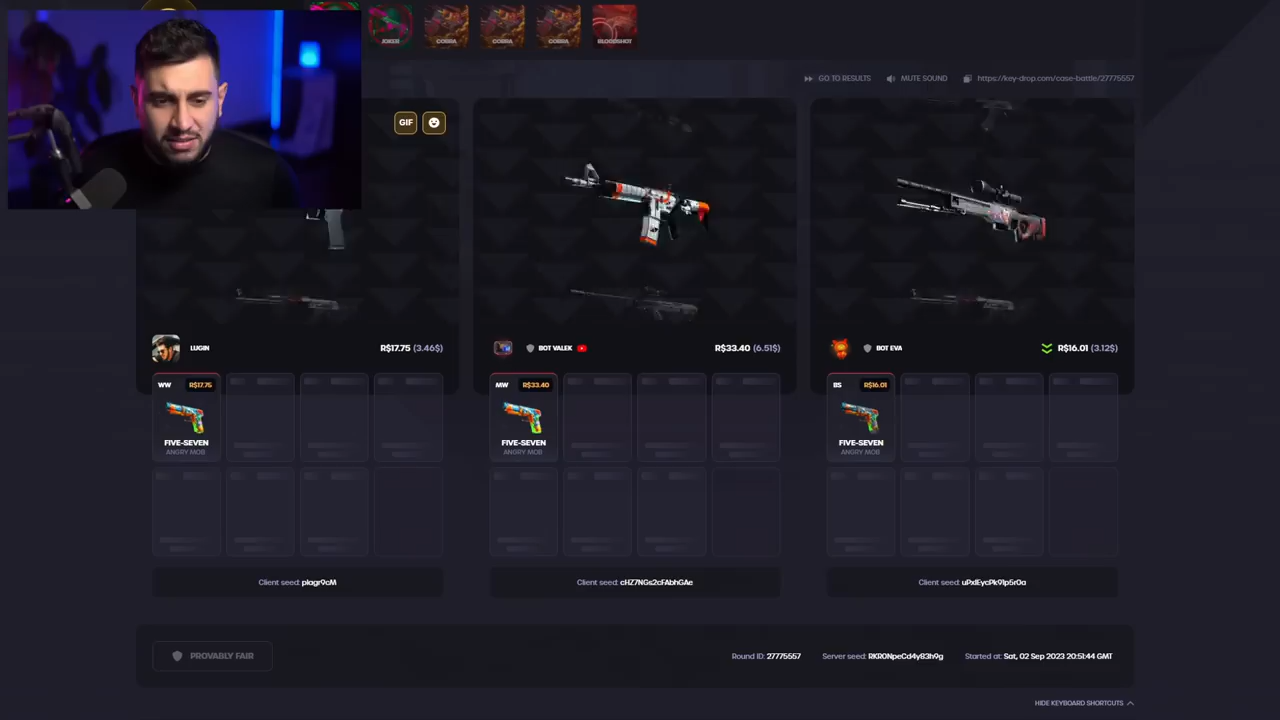 JOKER
COBRA
COBRA
COBRA
BLOODSHOT
GO TO RESULTS
MUTE SOUND
https://key-drop.com/case-battle/27775557
GIF
LUGIN
R$17.75 (3.46$)
BOT VALEK
R$33.40 (6.51$)
BOT EVA
R$16.01 (3.12$)
WW
R$17.75
FIVE-SEVEN
ANGRY MOB
MW
R$33.40
FIVE-SEVEN
ANGRY MOB
BS
R$16.01
FIVE-SEVEN
ANGRY MOB
Client seed: plagr9cM
Client seed: cHZ7NGs2cFAbhGAe
Client seed: uPxlEycPk9lp5r0a
PROVABLY FAIR
Round ID: 27775557
Server seed: RKR0NpeCd4yB3h9g
Started at: Sat, 02 Sep 2023 20:51:44 GMT
HIDE KEYBOARD SHORTCUTS